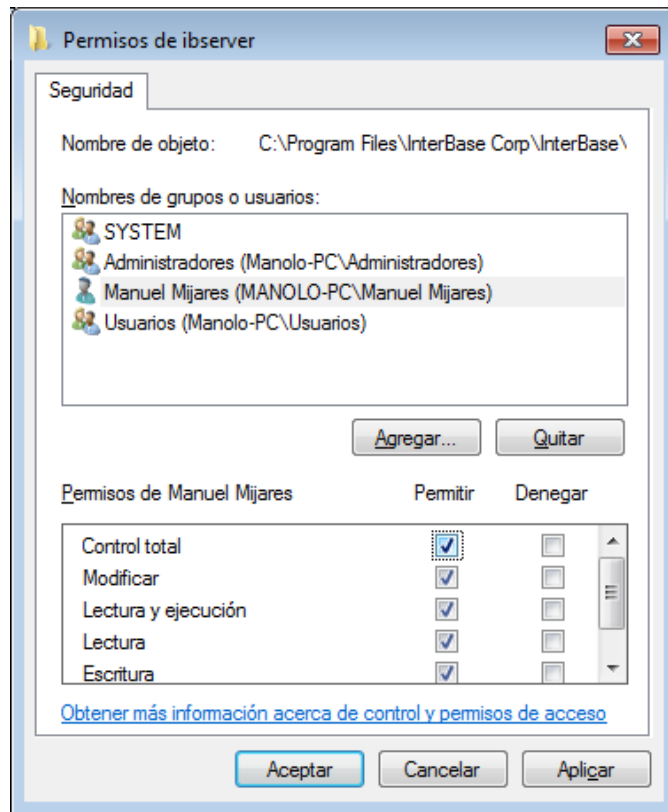 Permisos de ibserver
Seguridad
Nombre de objeto: C:\Program Files\InterBase Corp\InterBase\
Nombres de grupos o usuarios:
SYSTEM
Administradores (Manolo-PC\Administradores)
Manuel Mijares (MANOLO-PC\Manuel Mijares)
Usuarios (Manolo-PC\Usuarios)
Agregar... Quitar
Permisos de Manuel Mijares Permitir Denegar
Control total
Modificar
Lectura y ejecución
Lectura
Escritura
Obtener más información acerca de control y permisos de acceso
Aceptar Cancelar Aplicar